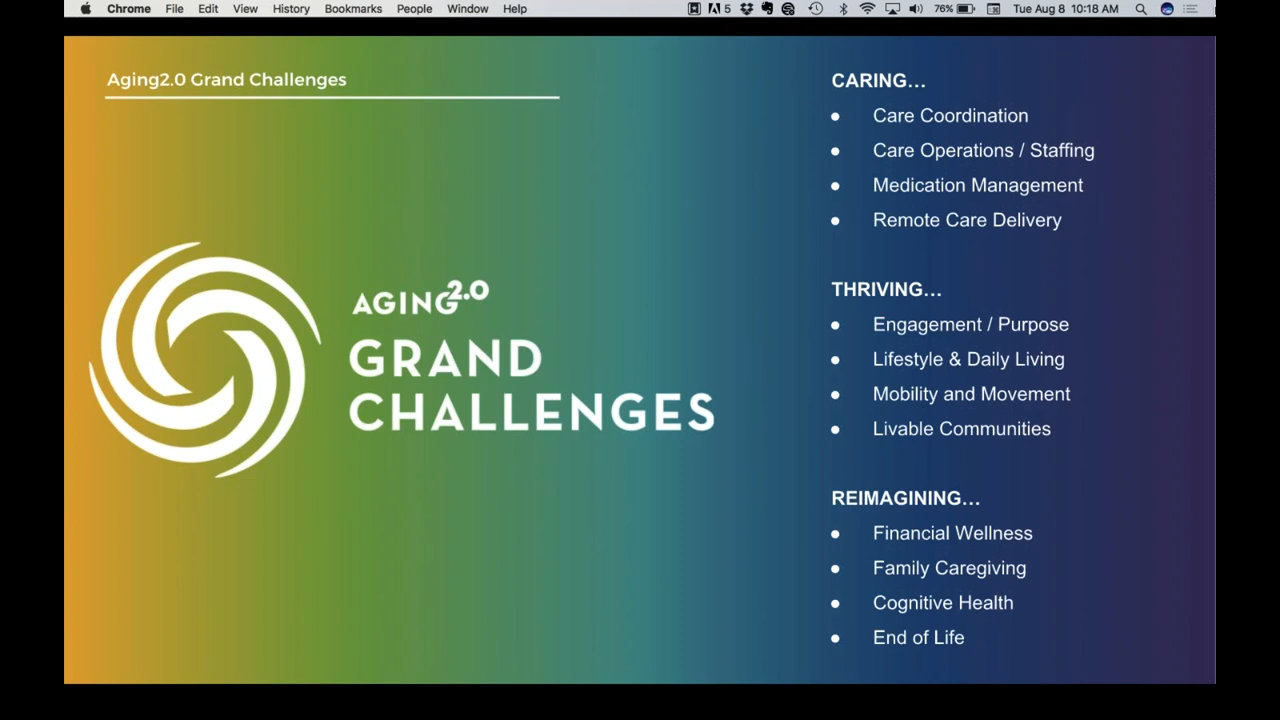 Chrome File Edit View History Bookmarks People Window Help 5 76% Tue Aug 8 10:18 AM
Aging2.0 Grand Challenges
AGING2.0
GRAND
CHALLENGES
CARING...
● Care Coordination
● Care Operations / Staffing
● Medication Management
● Remote Care Delivery
THRIVING...
● Engagement / Purpose
● Lifestyle & Daily Living
● Mobility and Movement
● Livable Communities
REIMAGINING...
● Financial Wellness
● Family Caregiving
● Cognitive Health
● End of Life